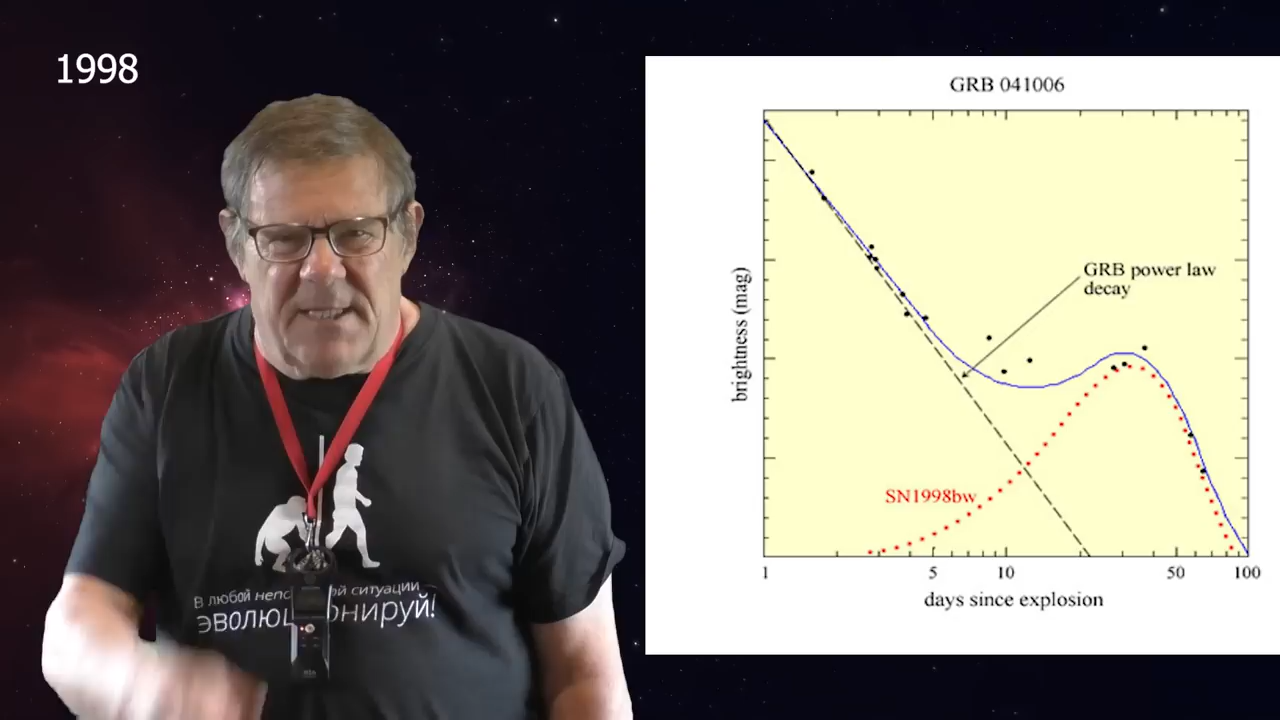 1998
GRB 041006
brightness (mag)
GRB power law
decay
SN1998bw
1
5
10
50
100
days since explosion
В любой ситуации